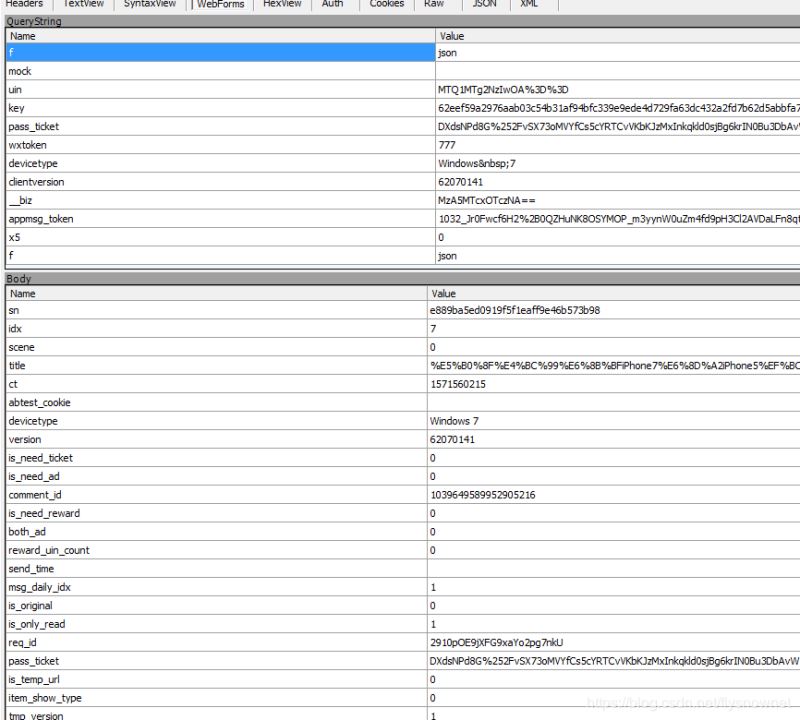 Headers TextView SyntaxView WebForms HexView Auth Cookies Raw JSON XML
QueryString
Name Value
f json
mock
uin MTQ1MTg2NzIwOA%3D%3D
key 62eef59a2976aab03c54b31af94bfc339e9ede4d729fa63dc432a2fd7b62d5abbfa7
pass_ticket DXdsNPd8G%252FvSX73oMVYfCs5cYRTCvVKbKJzMxInkqkld0sjBg6krIN0Bu3DbAvW
wxtoken 777
devicetype Windows&nbsp;7
clientversion 62070141
__biz MzA5MTcxOTczNA==
appmsg_token 1032_Jr0Fwcf6H2%2B0QZHuNK8OSYMOP_m3yynW0uZm4fd9pH3Cl2AVDaLFn8qt
x5 0
f json
Body
Name Value
sn e889ba5ed0919f5f1eaff9e46b573b98
idx 7
scene 0
title %E5%B0%8F%E4%BC%99%E6%8B%BFiPhone7%E6%8D%A2iPhone5%EF%BC
ct 1571560215
abtest_cookie
devicetype Windows 7
version 62070141
is_need_ticket 0
is_need_ad 0
comment_id 1039649589952905216
is_need_reward 0
both_ad 0
reward_uin_count 0
send_time
msg_daily_idx 1
is_original 0
is_only_read 1
req_id 2910pOE9jXFG9xaYo2pg7nkU
pass_ticket DXdsNPd8G%252FvSX73oMVYfCs5cYRTCvVKbKJzMxInkqkld0sjBg6krIN0Bu3DbAvW
is_temp_url 0
item_show_type 0
tmp_version 1
https://blog.csdn.net/flysnownet